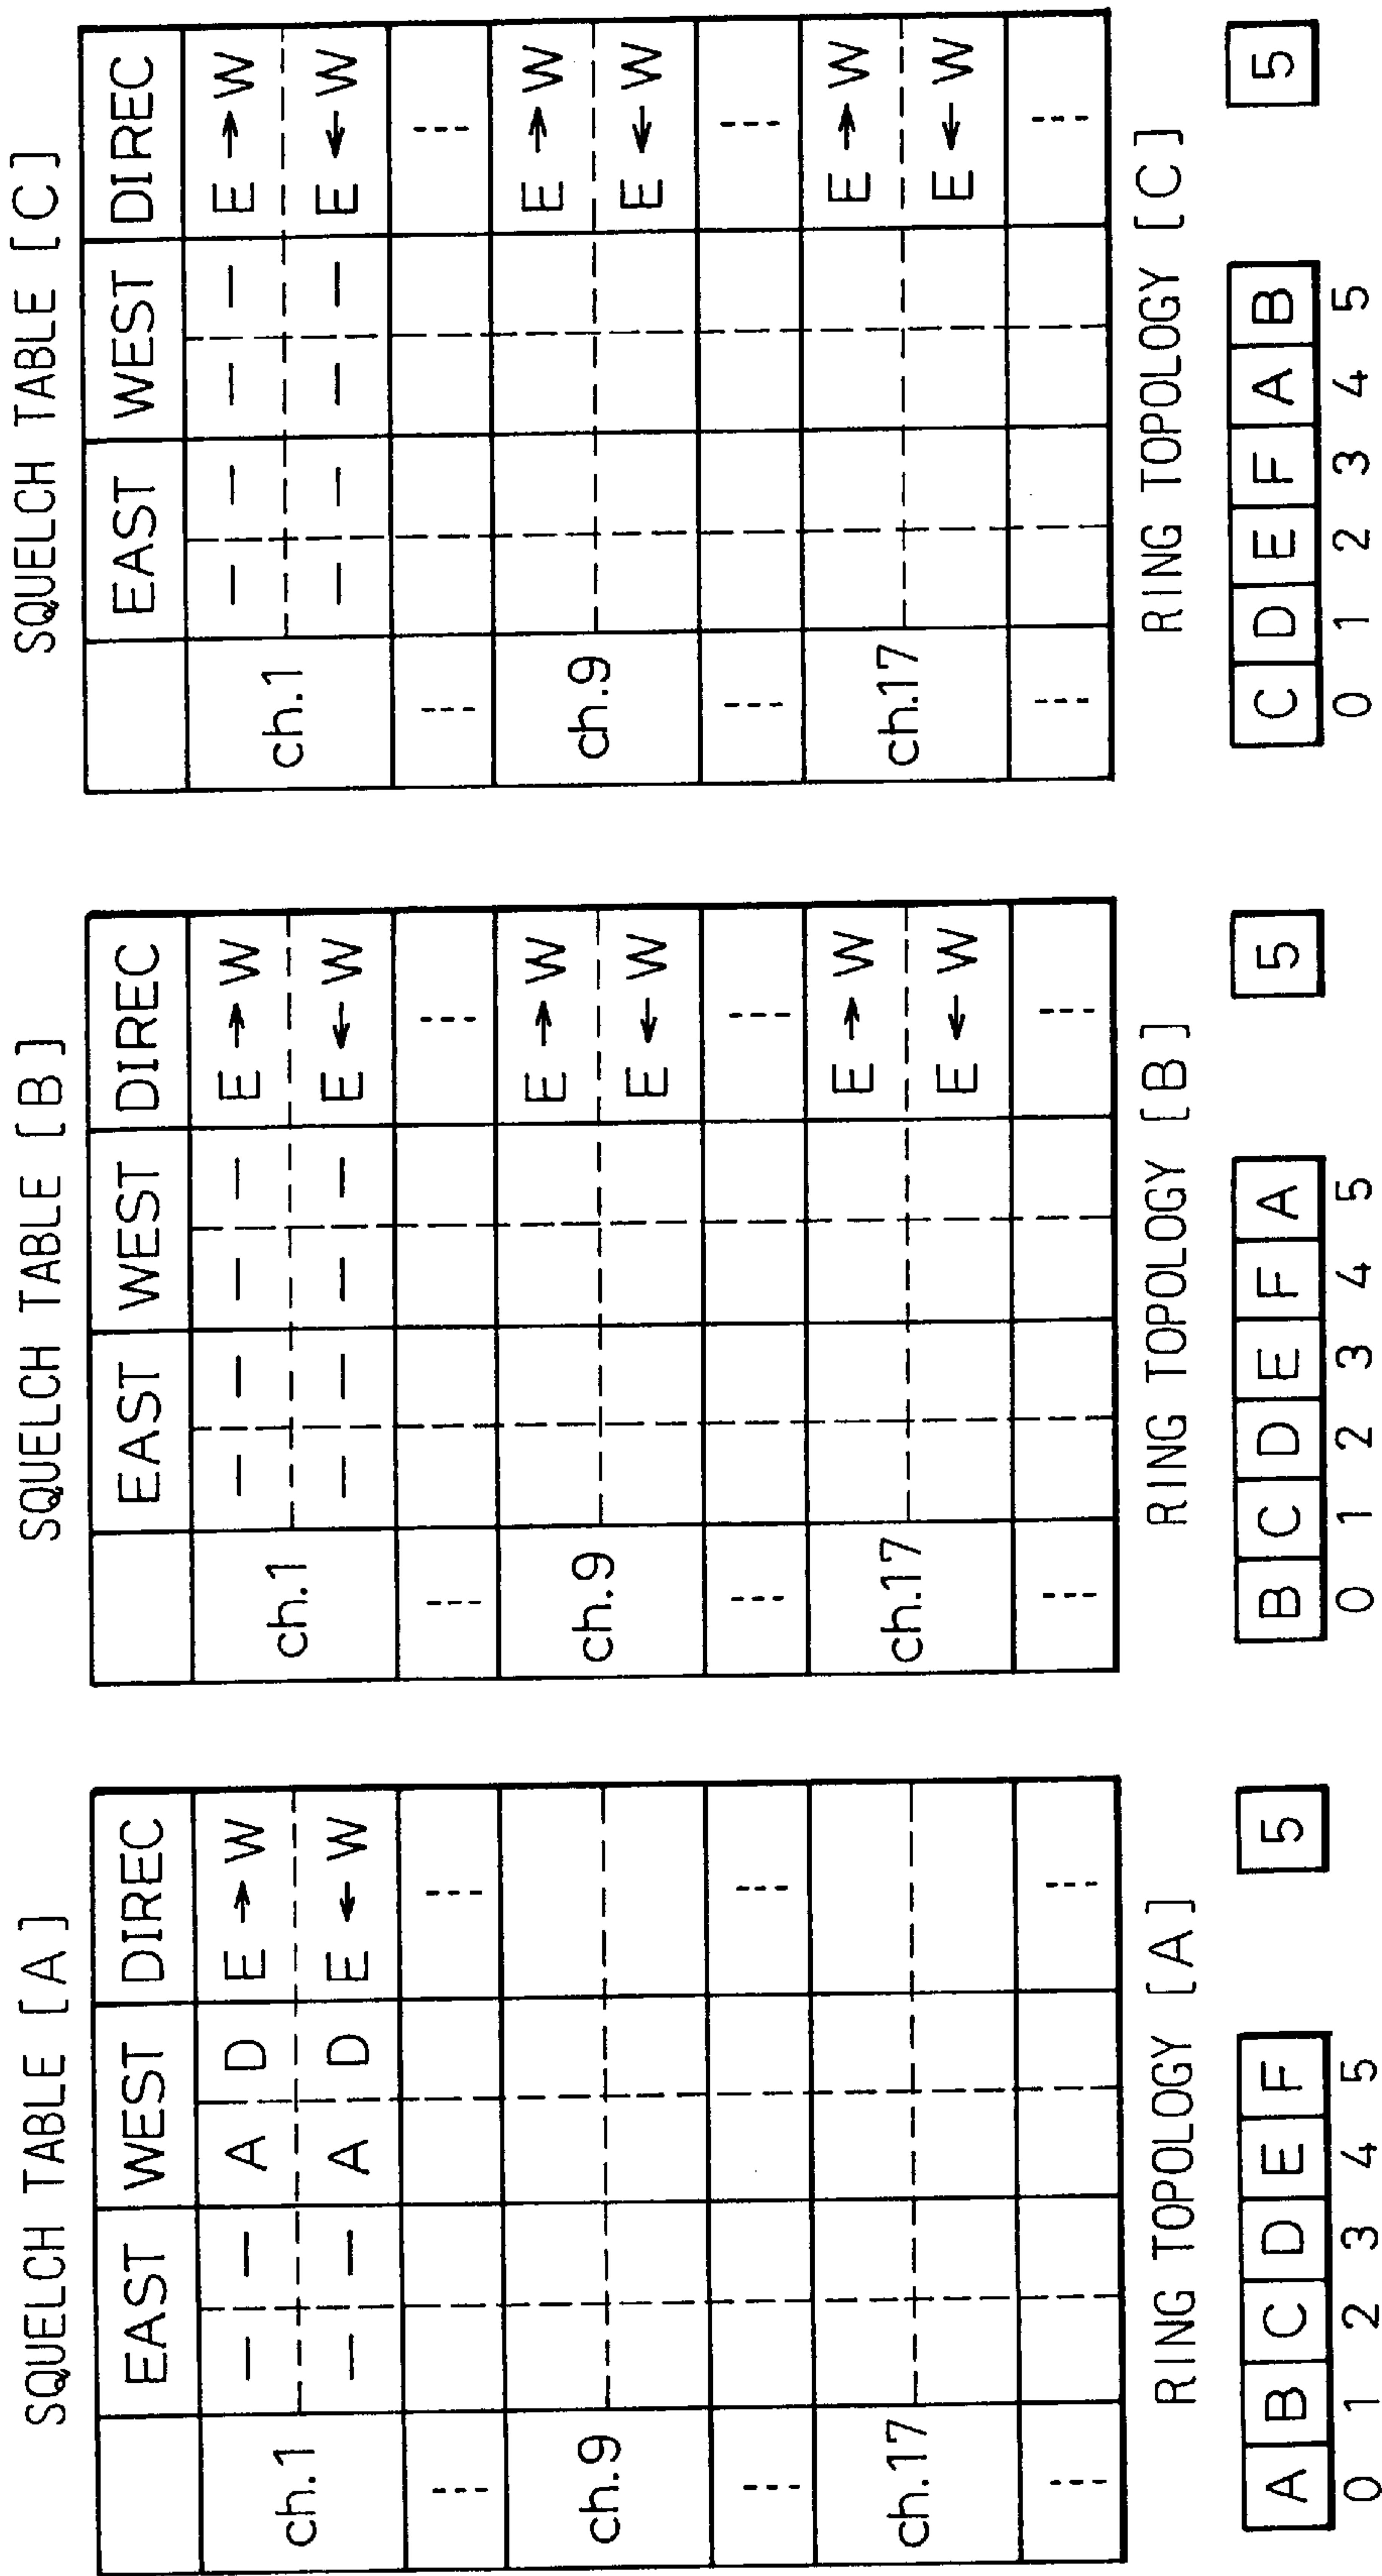 SQUELCH TABLE [A]
EAST WEST DIREC
ch.1 — — A D E → W
— — A D E ← W
--- ---
ch.9
--- ---
ch.17
--- ---
RING TOPOLOGY [A]
A B C D E F 5
0 1 2 3 4 5
SQUELCH TABLE [B]
EAST WEST DIREC
ch.1 — — — — E → W
— — — — E ← W
--- ---
ch.9 E → W
E ← W
--- ---
ch.17 E → W
E ← W
--- ---
RING TOPOLOGY [B]
B C D E F A 5
0 1 2 3 4 5
SQUELCH TABLE [C]
EAST WEST DIREC
ch.1 — — — — E → W
— — — — E ← W
--- ---
ch.9 E → W
E ← W
--- ---
ch.17 E → W
E ← W
--- ---
RING TOPOLOGY [C]
C D E F A B 5
0 1 2 3 4 5